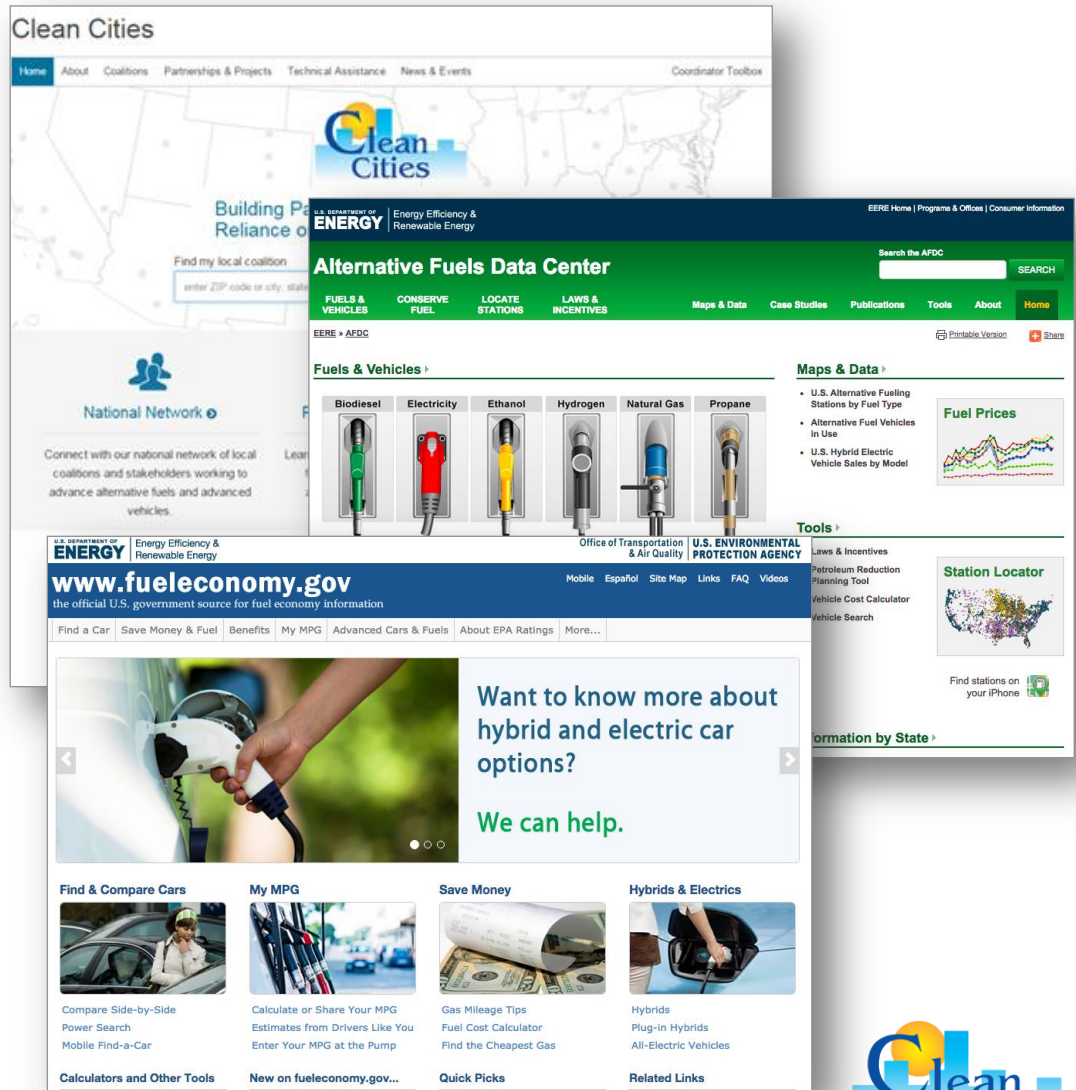 Clean Cities
Home About Coalitions Partnerships & Projects Technical Assistance News & Events Coordinator Toolbox
Clean
Cities
Building
Reliance
Find my local coalition
enter ZIP code or city, state
National Network
Connect with our national network of local
coalitions and stakeholders working to
advance alternative fuels and advanced
vehicles.
U.S. DEPARTMENT OF
ENERGY
Energy Efficiency &
Renewable Energy
EERE Home | Programs & Offices | Consumer Information
Alternative Fuels Data Center
Search the AFDC
SEARCH
FUELS &
VEHICLES
CONSERVE
FUEL
LOCATE
STATIONS
LAWS &
INCENTIVES
Maps & Data Case Studies Publications Tools About Home
EERE » AFDC
Printable Version Share
Fuels & Vehicles
Biodiesel Electricity Ethanol Hydrogen Natural Gas Propane
Maps & Data
• U.S. Alternative Fueling
Stations by Fuel Type
• Alternative Fuel Vehicles
in Use
• U.S. Hybrid Electric
Vehicle Sales by Model
Fuel Prices
Tools
Laws & Incentives
Petroleum Reduction
Planning Tool
Vehicle Cost Calculator
Vehicle Search
Station Locator
Find stations on
your iPhone
by State
U.S. DEPARTMENT OF
ENERGY
Energy Efficiency &
Renewable Energy
Office of Transportation
& Air Quality
U.S. ENVIRONMENTAL
PROTECTION AGENCY
www.fueleconomy.gov
the official U.S. government source for fuel economy information
Mobile Español Site Map Links FAQ Videos
Find a Car Save Money & Fuel Benefits My MPG Advanced Cars & Fuels About EPA Ratings More...
Want to know more about
hybrid and electric car
options?
We can help.
Find & Compare Cars
Compare Side-by-Side
Power Search
Mobile Find-a-Car
My MPG
Calculate or Share Your MPG
Estimates from Drivers Like You
Enter Your MPG at the Pump
Save Money
Gas Mileage Tips
Fuel Cost Calculator
Find the Cheapest Gas
Hybrids & Electrics
Hybrids
Plug-in Hybrids
All-Electric Vehicles
Calculators and Other Tools
New on fueleconomy.gov...
Quick Picks
Related Links
Clean